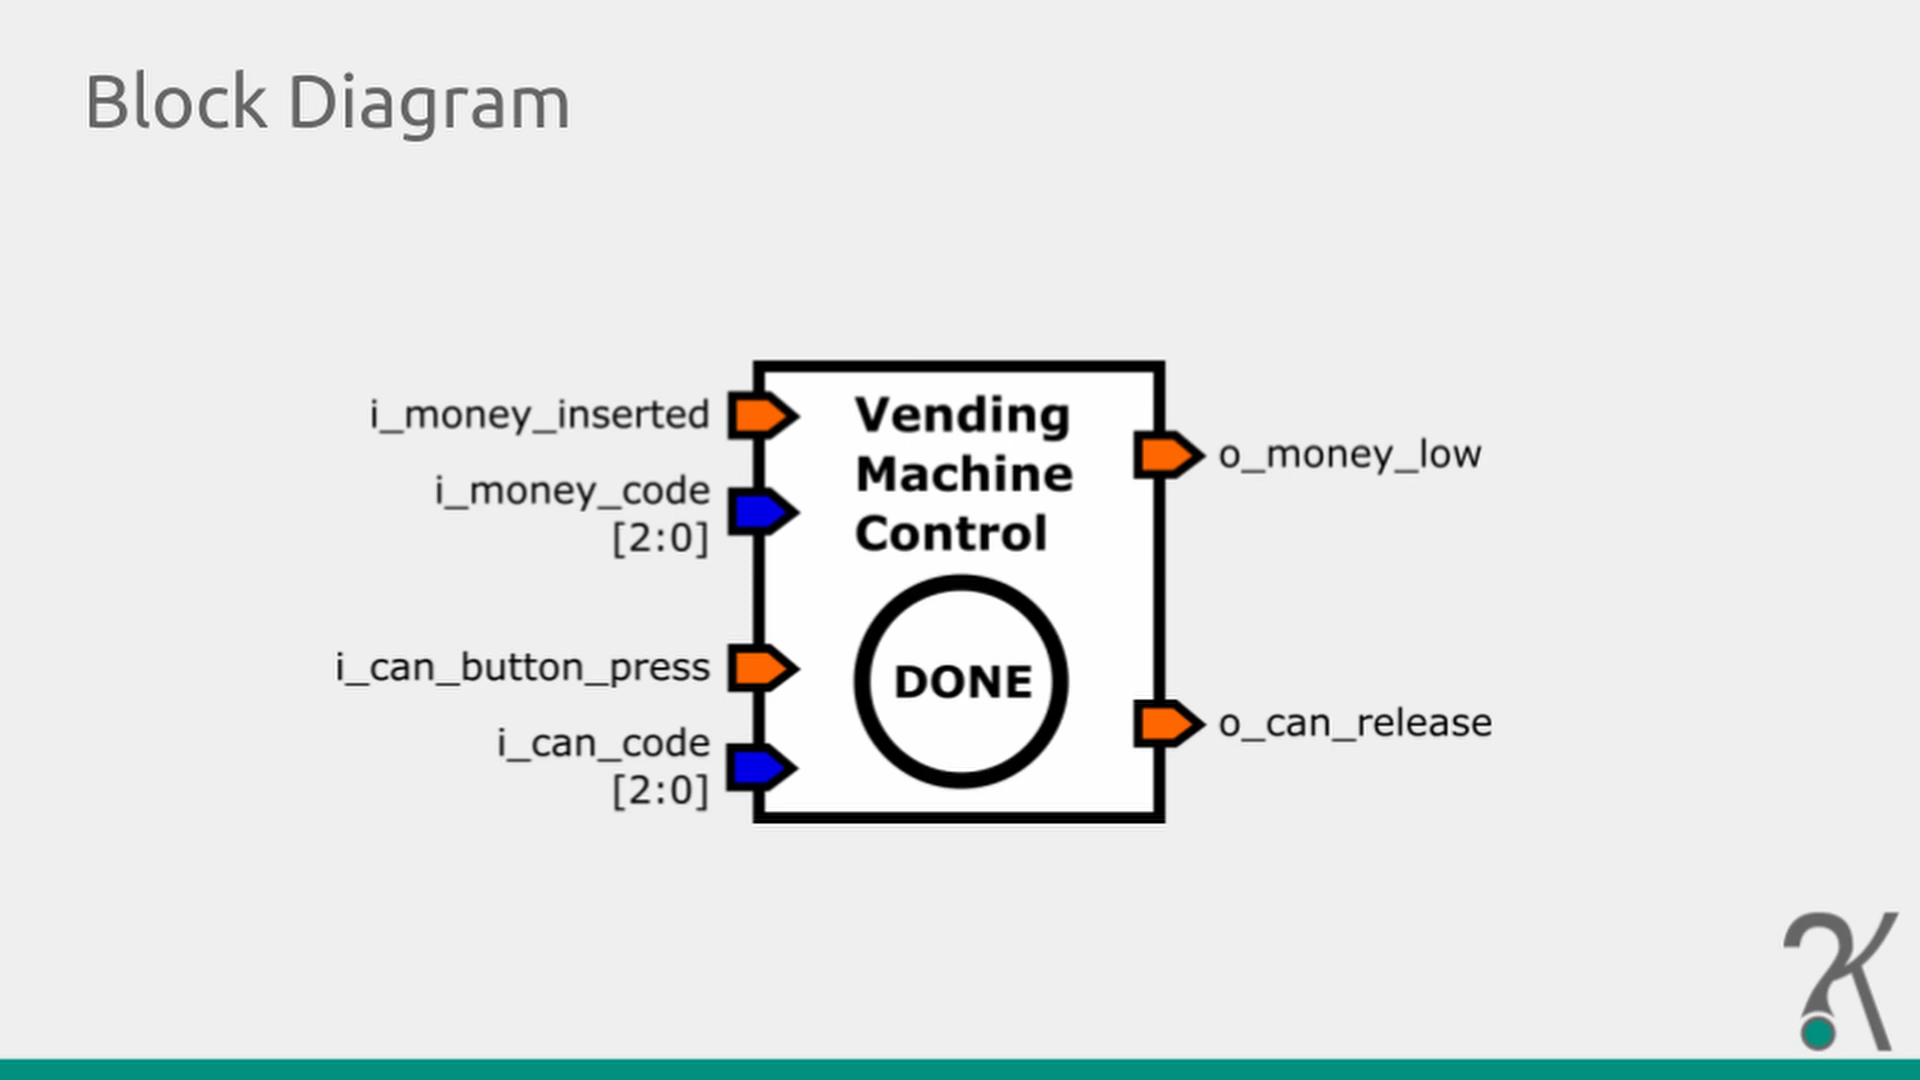 Block Diagram
i_money_inserted
i_money_code
[2:0]
i_can_button_press
i_can_code
[2:0]
Vending
Machine
Control
DONE
o_money_low
o_can_release